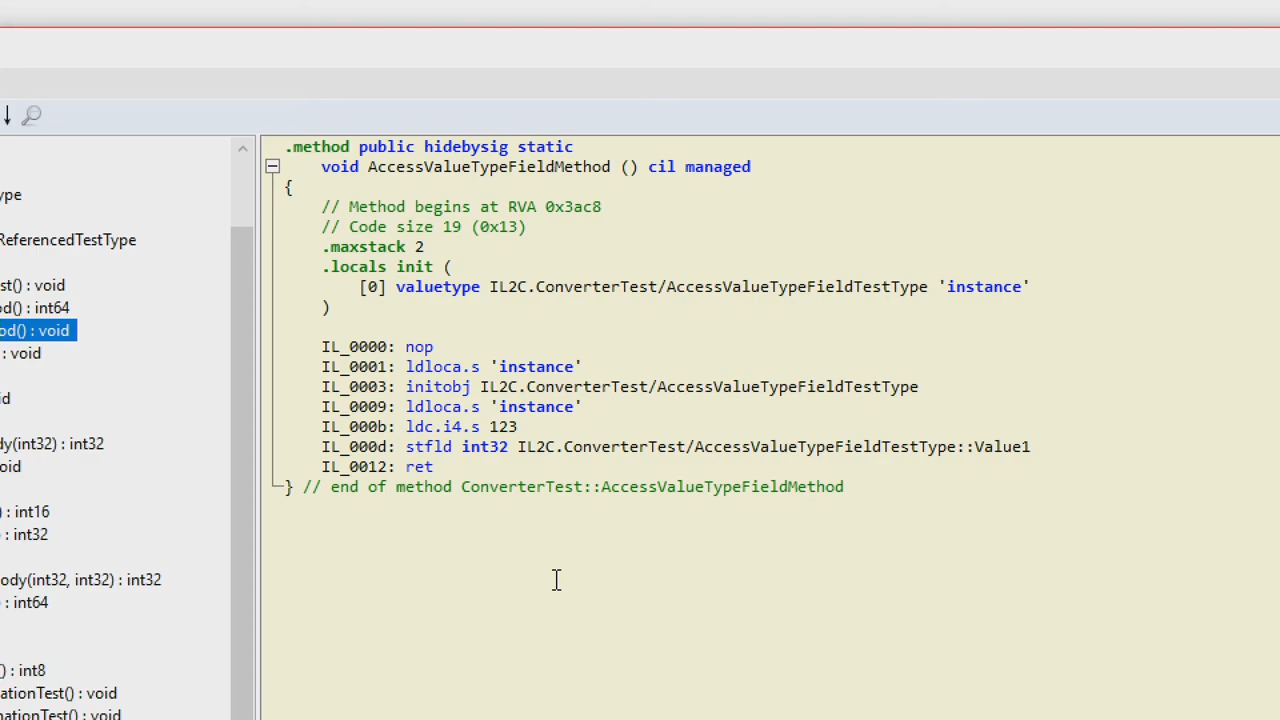 .method public hidebysig static
void AccessValueTypeFieldMethod () cil managed
{
// Method begins at RVA 0x3ac8
// Code size 19 (0x13)
.maxstack 2
.locals init (
[0] valuetype IL2C.ConverterTest/AccessValueTypeFieldTestType 'instance'
)
IL_0000: nop
IL_0001: ldloca.s 'instance'
IL_0003: initobj IL2C.ConverterTest/AccessValueTypeFieldTestType
IL_0009: ldloca.s 'instance'
IL_000b: ldc.i4.s 123
IL_000d: stfld int32 IL2C.ConverterTest/AccessValueTypeFieldTestType::Value1
IL_0012: ret
} // end of method ConverterTest::AccessValueTypeFieldMethod
ype
ReferencedTestType
st() : void
od() : int64
od() : void
: void
id
dy(int32) : int32
oid
) : int16
: int32
ody(int32, int32) : int32
: int64
() : int8
ationTest() : void
nationTest() : void